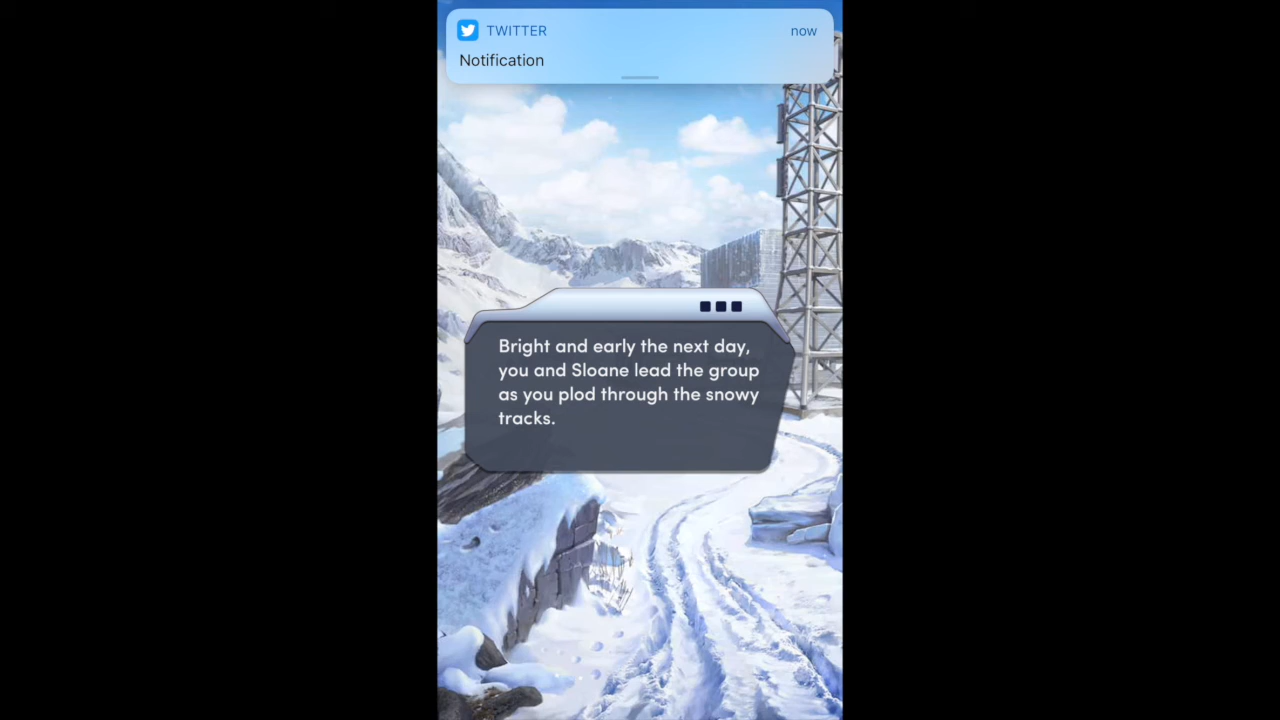 TWITTER now
Notification
Bright and early the next day,
you and Sloane lead the group
as you plod through the snowy
tracks.